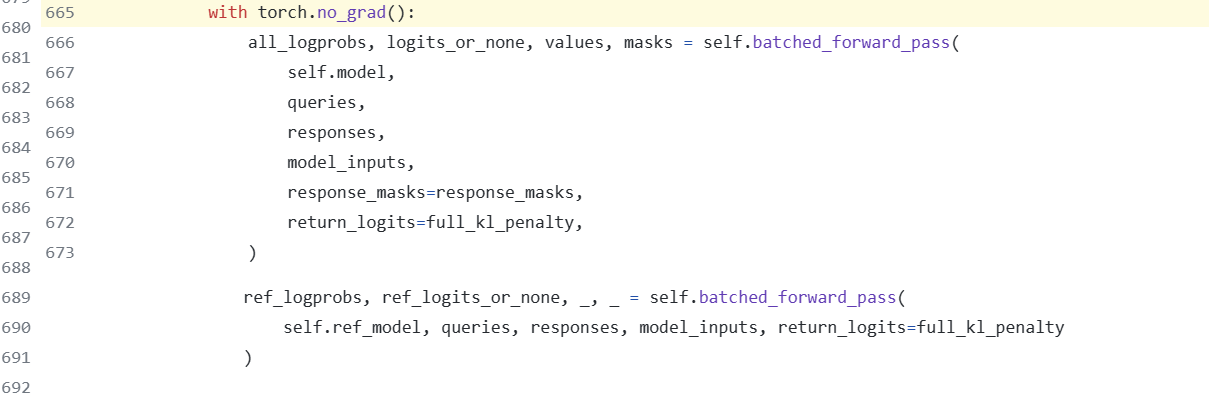 679
665 with torch.no_grad():
680
666 all_logprobs, logits_or_none, values, masks = self.batched_forward_pass(
681
667 self.model,
682
668 queries,
683
669 responses,
684
670 model_inputs,
685
671 response_masks=response_masks,
686
672 return_logits=full_kl_penalty,
687
673 )
688
689 ref_logprobs, ref_logits_or_none, _, _ = self.batched_forward_pass(
690 self.ref_model, queries, responses, model_inputs, return_logits=full_kl_penalty
691 )
692